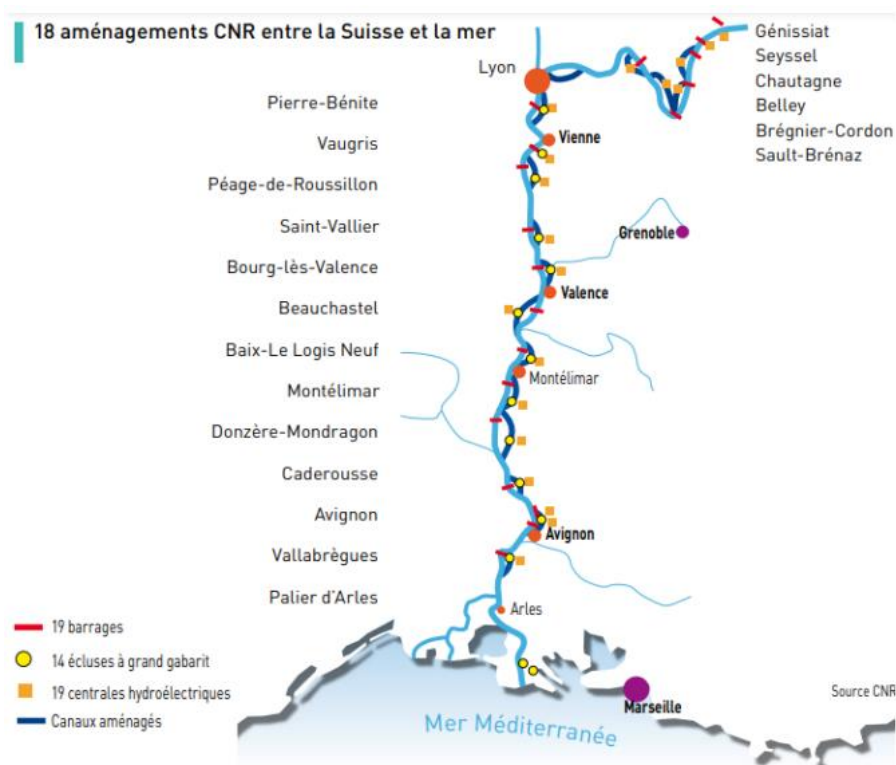 18 aménagements CNR entre la Suisse et la mer
Génissiat
Seyssel
Chautagne
Belley
Brégnier-Cordon
Sault-Brénaz
Lyon
Pierre-Bénite
Vaugris
Péage-de-Roussillon
Saint-Vallier
Bourg-lès-Valence
Beauchastel
Baix-Le Logis Neuf
Montélimar
Donzère-Mondragon
Caderousse
Avignon
Vallabrègues
Palier d'Arles
Vienne
Grenoble
Valence
Montélimar
Avignon
Arles
Marseille
Mer Méditerranée
19 barrages
14 écluses à grand gabarit
19 centrales hydroélectriques
Canaux aménagés
Source CNR